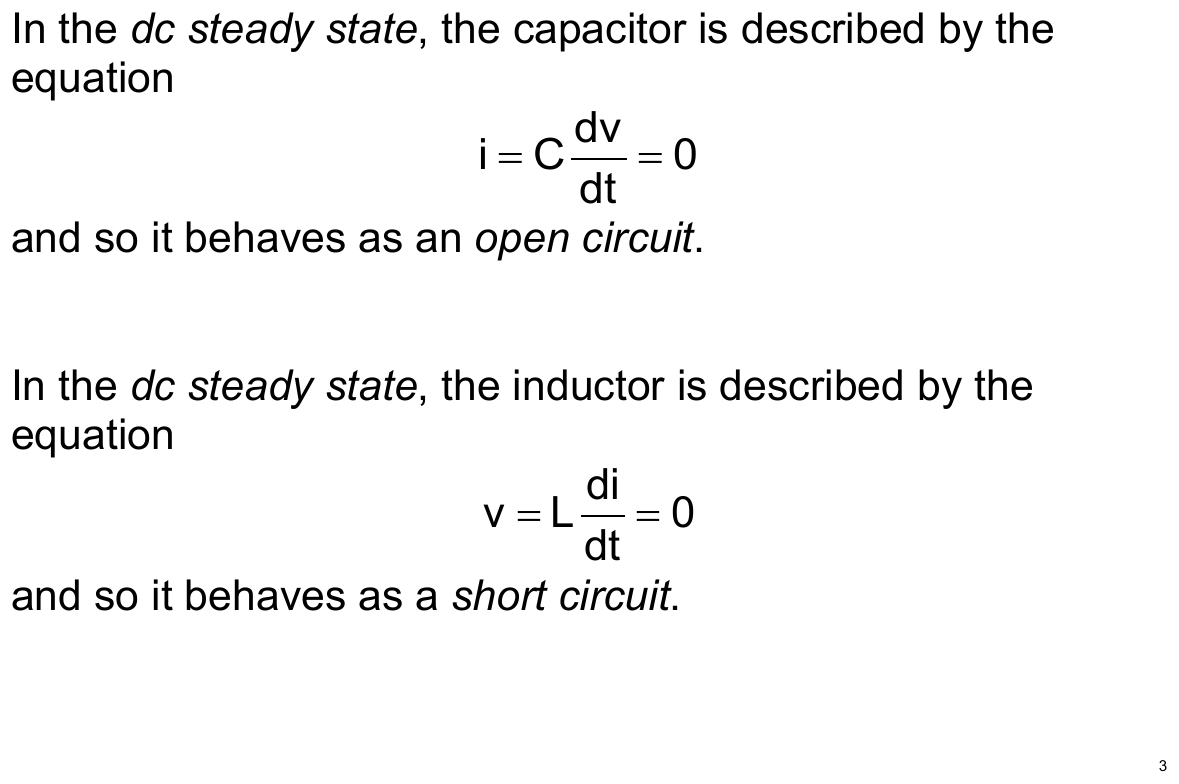 In the dc steady state, the capacitor is described by the
equation
i = C dv/dt = 0
and so it behaves as an open circuit.
In the dc steady state, the inductor is described by the
equation
v = L di/dt = 0
and so it behaves as a short circuit.
3